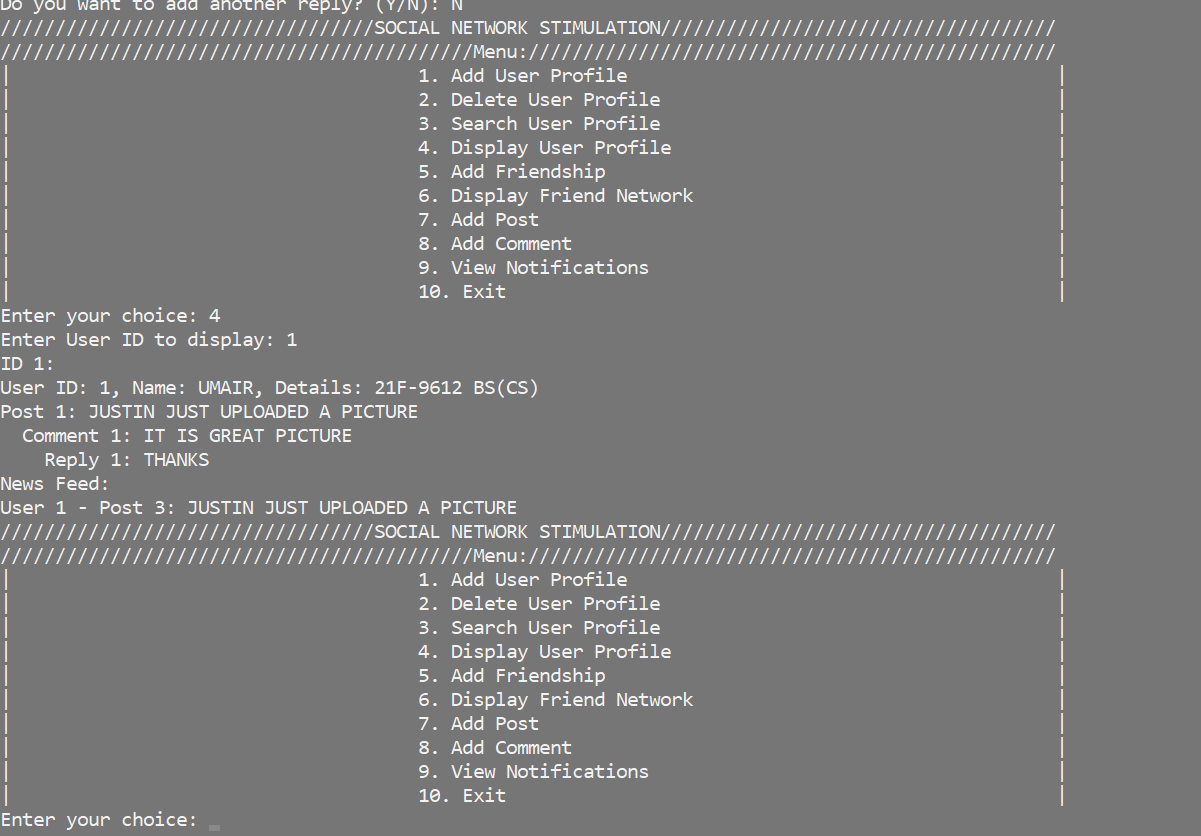 Do you want to add another reply? (Y/N): N
//////////////////////////////////SOCIAL NETWORK STIMULATION////////////////////////////////////
///////////////////////////////////////////Menu:////////////////////////////////////////////////
| 1. Add User Profile |
| 2. Delete User Profile |
| 3. Search User Profile |
| 4. Display User Profile |
| 5. Add Friendship |
| 6. Display Friend Network |
| 7. Add Post |
| 8. Add Comment |
| 9. View Notifications |
| 10. Exit |
Enter your choice: 4
Enter User ID to display: 1
ID 1:
User ID: 1, Name: UMAIR, Details: 21F-9612 BS(CS)
Post 1: JUSTIN JUST UPLOADED A PICTURE
  Comment 1: IT IS GREAT PICTURE
    Reply 1: THANKS
News Feed:
User 1 - Post 3: JUSTIN JUST UPLOADED A PICTURE
//////////////////////////////////SOCIAL NETWORK STIMULATION////////////////////////////////////
///////////////////////////////////////////Menu:////////////////////////////////////////////////
| 1. Add User Profile |
| 2. Delete User Profile |
| 3. Search User Profile |
| 4. Display User Profile |
| 5. Add Friendship |
| 6. Display Friend Network |
| 7. Add Post |
| 8. Add Comment |
| 9. View Notifications |
| 10. Exit |
Enter your choice: